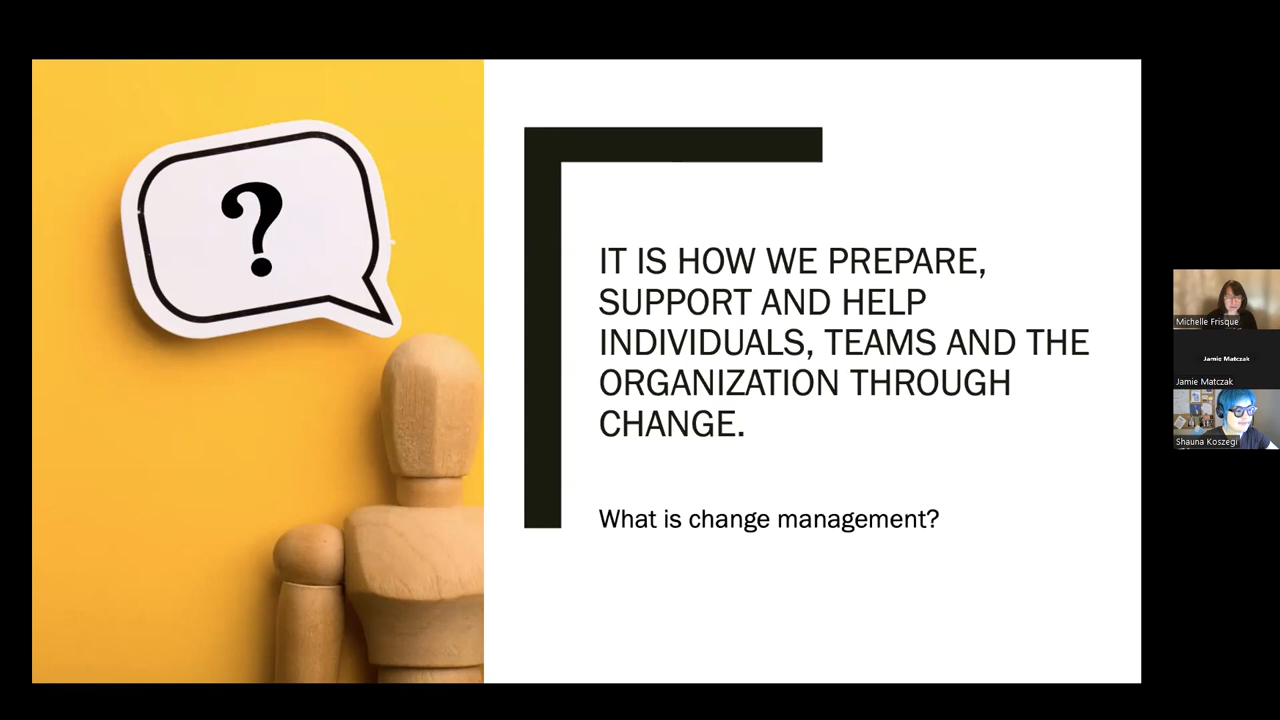 ?
IT IS HOW WE PREPARE,
SUPPORT AND HELP
INDIVIDUALS, TEAMS AND THE
ORGANIZATION THROUGH
CHANGE.
What is change management?
Michelle Frisque
Jamie Matczak
Jamie Matczak
Shauna Koszegi